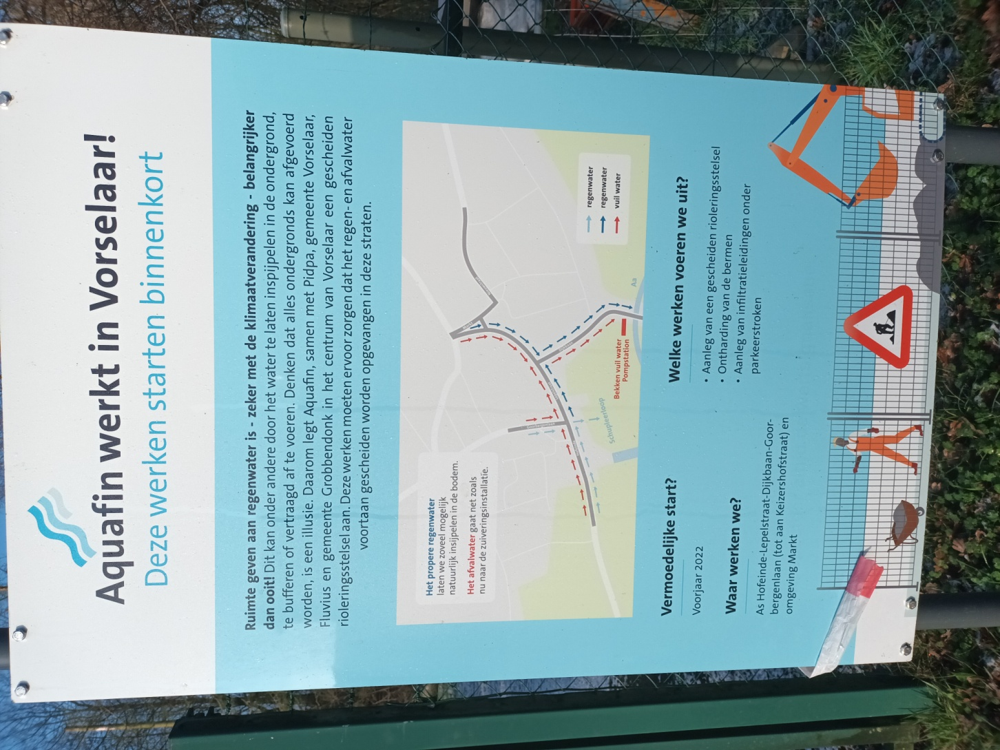 Aquafin werkt in Vorselaar!
Deze werken starten binnenkort
Ruimte geven aan regenwater is - zeker met de klimaatverandering - belangrijker
dan ooit! Dit kan onder andere door het water te laten insijpelen in de ondergrond,
te bufferen of vertraagd af te voeren. Denken dat alles ondergronds kan afgevoerd
worden, is een illusie. Daarom legt Aquafin, samen met Pidpa, gemeente Vorselaar,
Fluvius en gemeente Grobbendonk in het centrum van Vorselaar een gescheiden
rioleringsstelsel aan. Deze werken moeten ervoor zorgen dat het regen- en afvalwater
voortaan gescheiden worden opgevangen in deze straten.
Het propere regenwater
laten we zoveel mogelijk
natuurlijk insijpelen in de bodem.
Het afvalwater gaat net zoals
nu naar de zuiveringsinstallatie.
Markt
Schupleerloop
Bekken vuil water
Pompstation
Aa
regenwater
regenwater
vuil water
Vermoedelijke start?
Voorjaar 2022
Waar werken we?
As Hofeinde-Lepelstraat-Dijkbaan-Goor-
bergenlaan (tot aan Keizershofstraat) en
omgeving Markt
Welke werken voeren we uit?
• Aanleg van een gescheiden rioleringsstelsel
• Ontharding van de bermen
• Aanleg van infiltratieleidingen onder
parkeerstroken